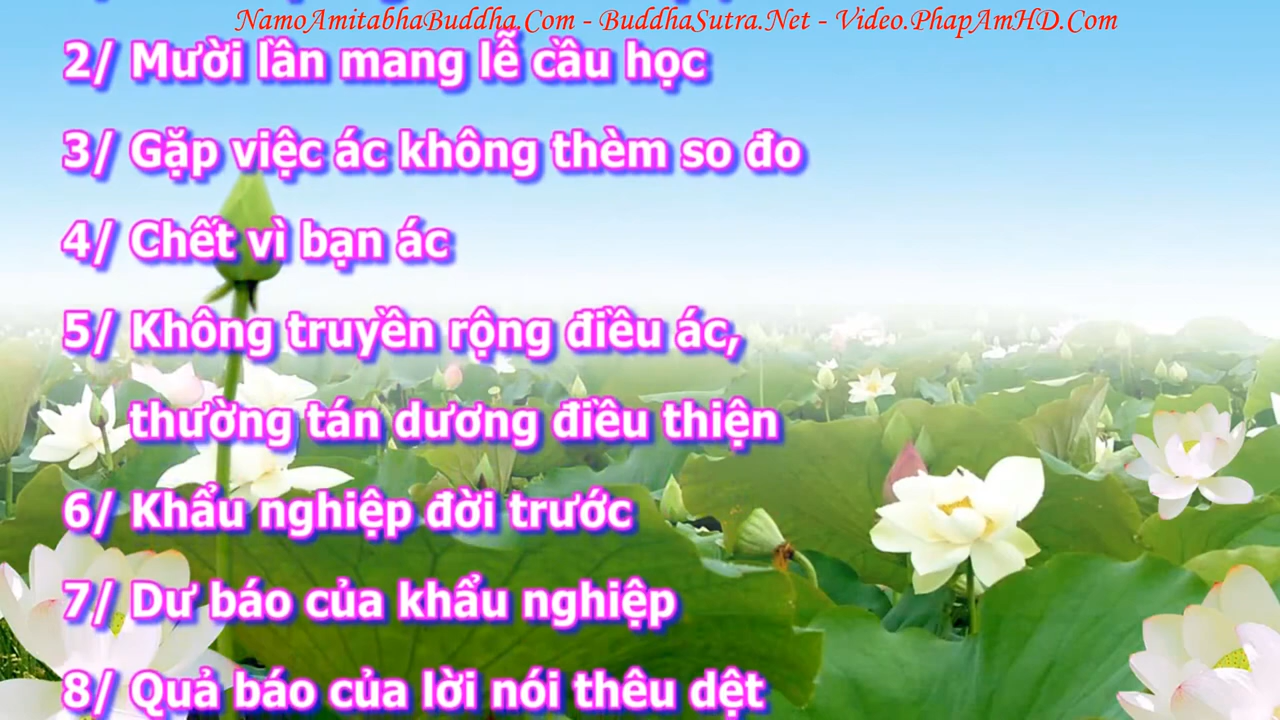 NamoAmitabhaBuddha.Com - BuddhaSutra.Net - Video.PhapAmHD.Com
2/ Mười lần mang lễ cầu học
3/ Gặp việc ác không thèm so đo
4/ Chết vì bạn ác
5/ Không truyền rộng điều ác,
thường tán dương điều thiện
6/ Khẩu nghiệp đời trước
7/ Dư báo của khẩu nghiệp
8/ Quả báo của lời nói thêu dệt